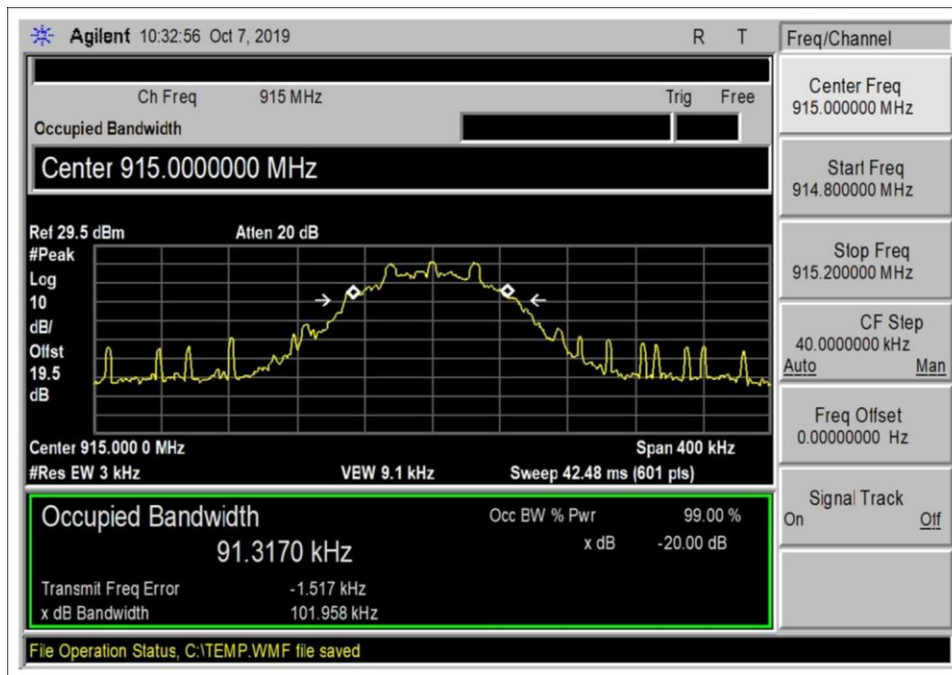 Agilent 10:32:56 Oct 7, 2019 R T
Freq/Channel
Ch Freq 915 MHz Trig Free
Occupied Bandwidth
Center 915.0000000 MHz
Ref 29.5 dBm Atten 20 dB
#Peak
Log
10
dB/
Offst
19.5
dB
Center 915.000 0 MHz Span 400 kHz
#Res EW 3 kHz VEW 9.1 kHz Sweep 42.48 ms (601 pts)
Occupied Bandwidth Occ BW % Pwr 99.00 %
91.3170 kHz x dB -20.00 dB
Transmit Freq Error -1.517 kHz
x dB Bandwidth 101.958 kHz
File Operation Status, C:\TEMP.WMF file saved
Center Freq
915.000000 MHz
Start Freq
914.800000 MHz
Stop Freq
915.200000 MHz
CF Step
40.0000000 kHz
Auto Man
Freq Offset
0.00000000 Hz
Signal Track
On Off